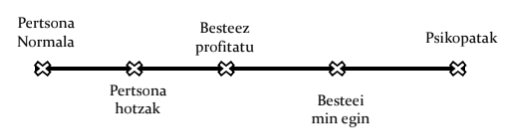 Pertsona
Normala
Pertsona
hotzak
Besteez
profitatu
Besteei
min egin
Psikopatak